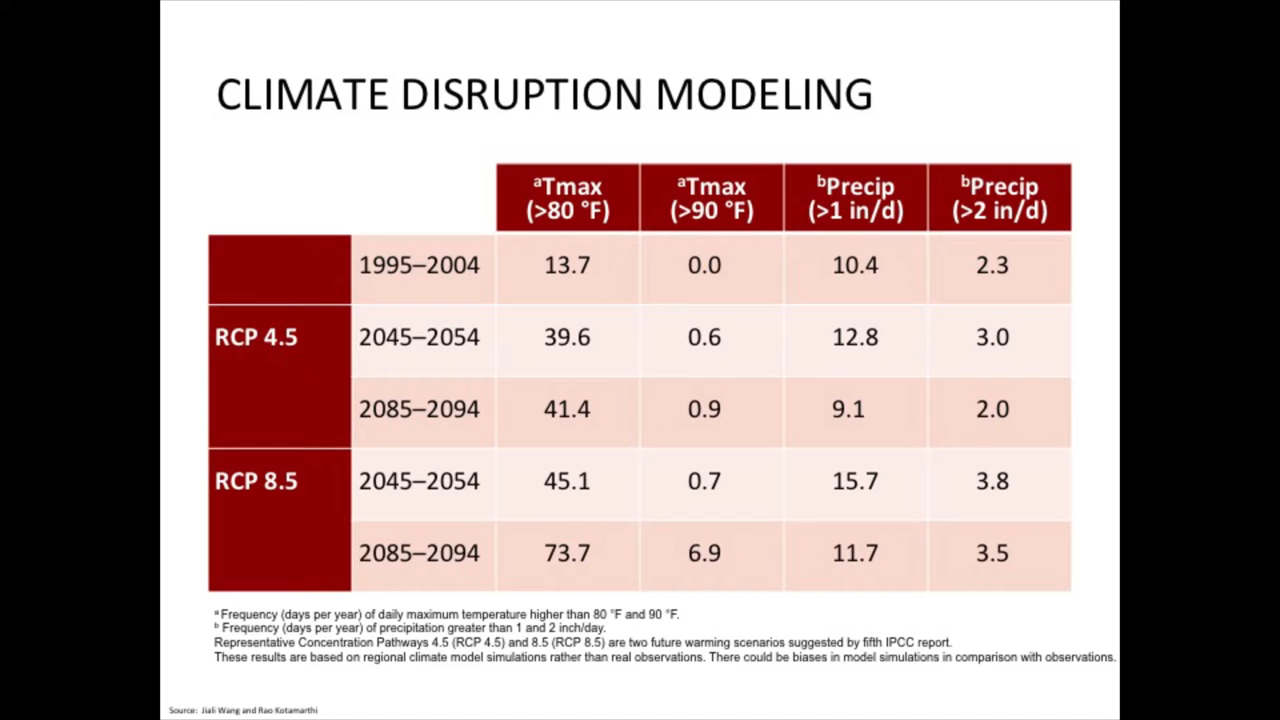 CLIMATE DISRUPTION MODELING
aTmax (>80 °F) aTmax (>90 °F) bPrecip (>1 in/d) bPrecip (>2 in/d)
1995–2004 13.7 0.0 10.4 2.3
RCP 4.5 2045–2054 39.6 0.6 12.8 3.0
2085–2094 41.4 0.9 9.1 2.0
RCP 8.5 2045–2054 45.1 0.7 15.7 3.8
2085–2094 73.7 6.9 11.7 3.5
a Frequency (days per year) of daily maximum temperature higher than 80 °F and 90 °F.
b Frequency (days per year) of precipitation greater than 1 and 2 inch/day.
Representative Concentration Pathways 4.5 (RCP 4.5) and 8.5 (RCP 8.5) are two future warming scenarios suggested by fifth IPCC report.
These results are based on regional climate model simulations rather than real observations. There could be biases in model simulations in comparison with observations.
Source: Jiali Wang and Rao Kotamarthi